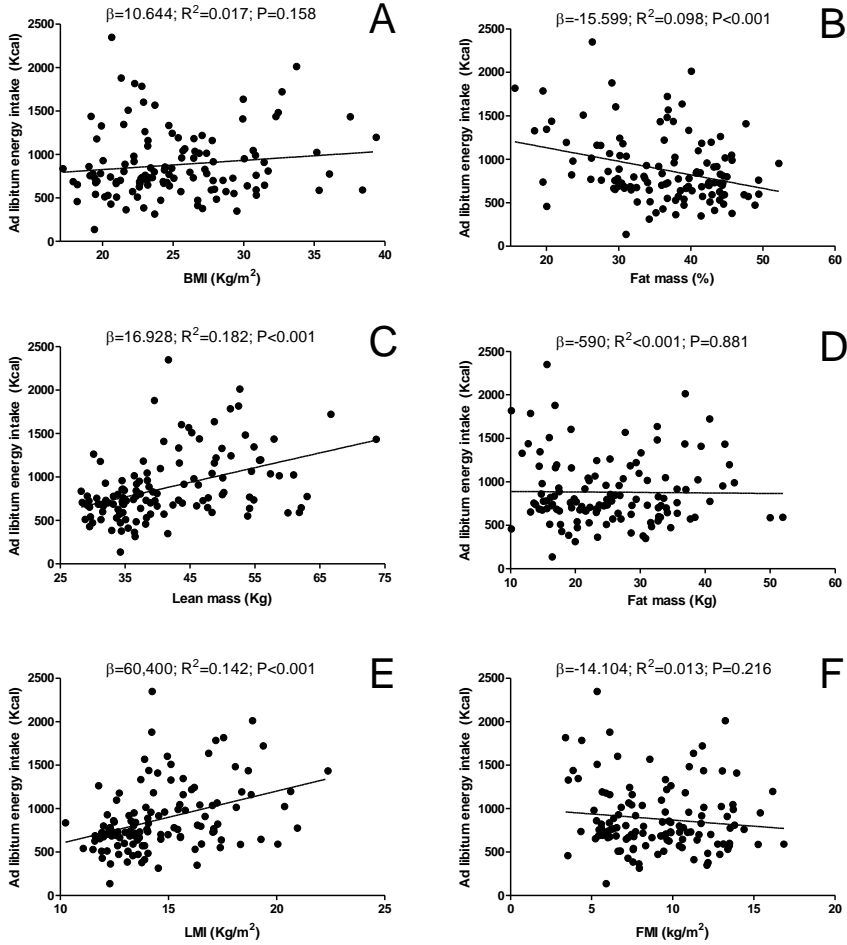 β=10.644; R²=0.017; P=0.158
A
2500
2000
1500
1000
500
0
Ad libitum energy intake (Kcal)
20
25
30
35
40
BMI (Kg/m²)
β=-15.599; R²=0.098; P<0.001
B
2500
2000
1500
1000
500
0
Ad libitum energy intake (Kcal)
20
30
40
50
60
Fat mass (%)
β=16.928; R²=0.182; P<0.001
C
2500
2000
1500
1000
500
0
Ad libitum energy intake (Kcal)
25
35
45
55
65
75
Lean mass (Kg)
β=-590; R²<0.001; P=0.881
D
2500
2000
1500
1000
500
0
Ad libitum energy intake (Kcal)
10
20
30
40
50
60
Fat mass (Kg)
β=60,400; R²=0.142; P<0.001
E
2500
2000
1500
1000
500
0
Ad libitum energy intake (Kcal)
10
15
20
25
LMI (Kg/m²)
β=-14.104; R²=0.013; P=0.216
F
2500
2000
1500
1000
500
0
Ad libitum energy intake (Kcal)
0
5
10
15
20
FMI (kg/m²)